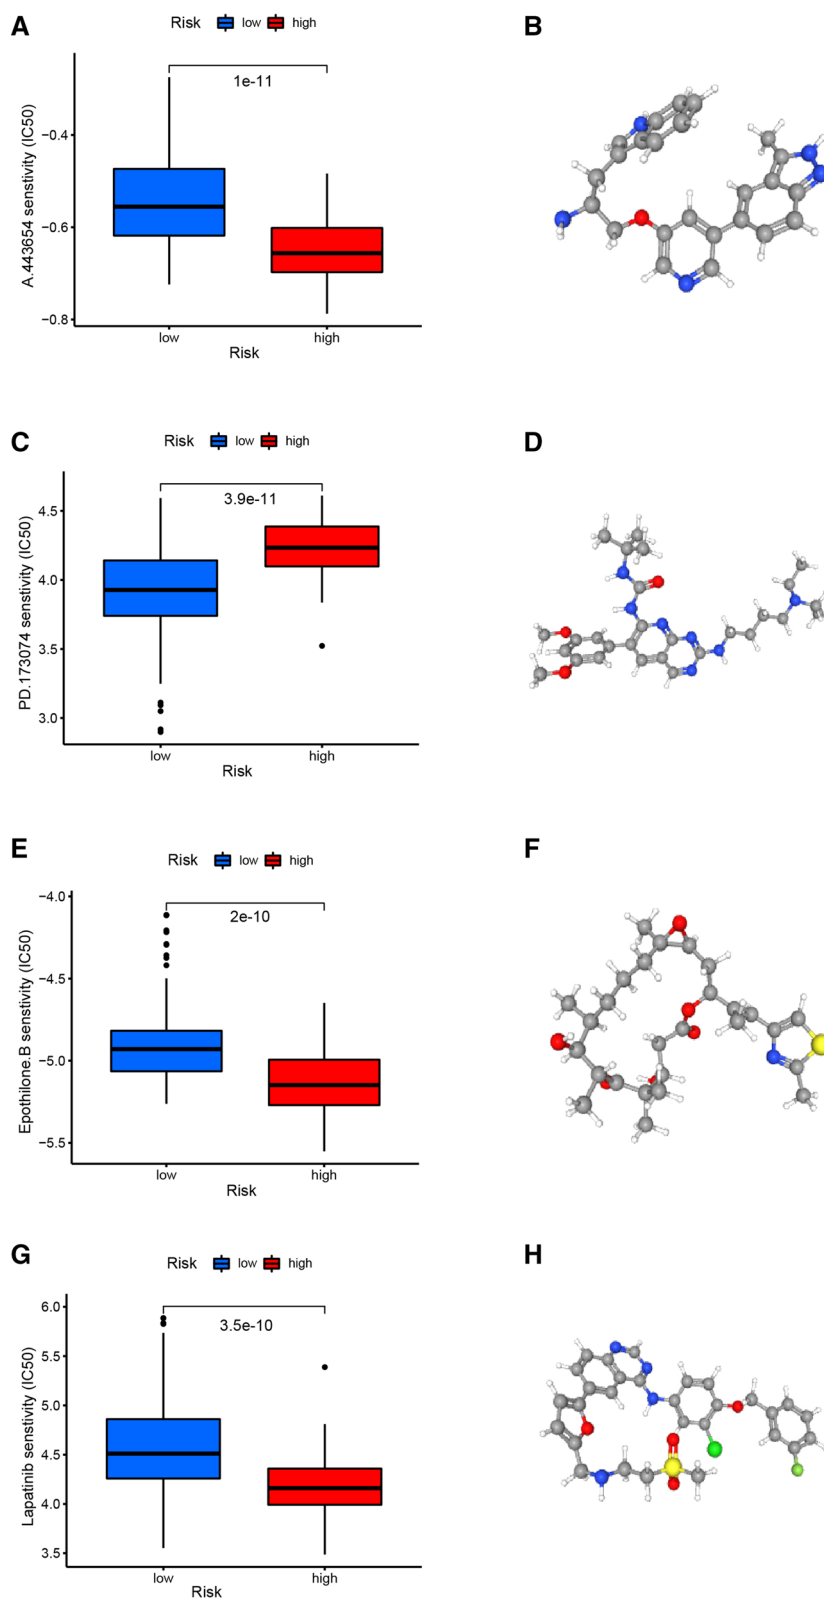 A
Risk low high
A.443654 senstivity (IC50)
−0.4
−0.6
−0.8
1e-11
low high
Risk
B
C
Risk low high
PD.173074 senstivity (IC50)
4.5
4.0
3.5
3.0
3.9e-11
low high
Risk
D
E
Risk low high
Epothilone.B senstivity (IC50)
−4.0
−4.5
−5.0
−5.5
2e-10
low high
Risk
F
G
Risk low high
Lapatinib senstivity (IC50)
6.0
5.5
5.0
4.5
4.0
3.5
3.5e-10
low high
Risk
H